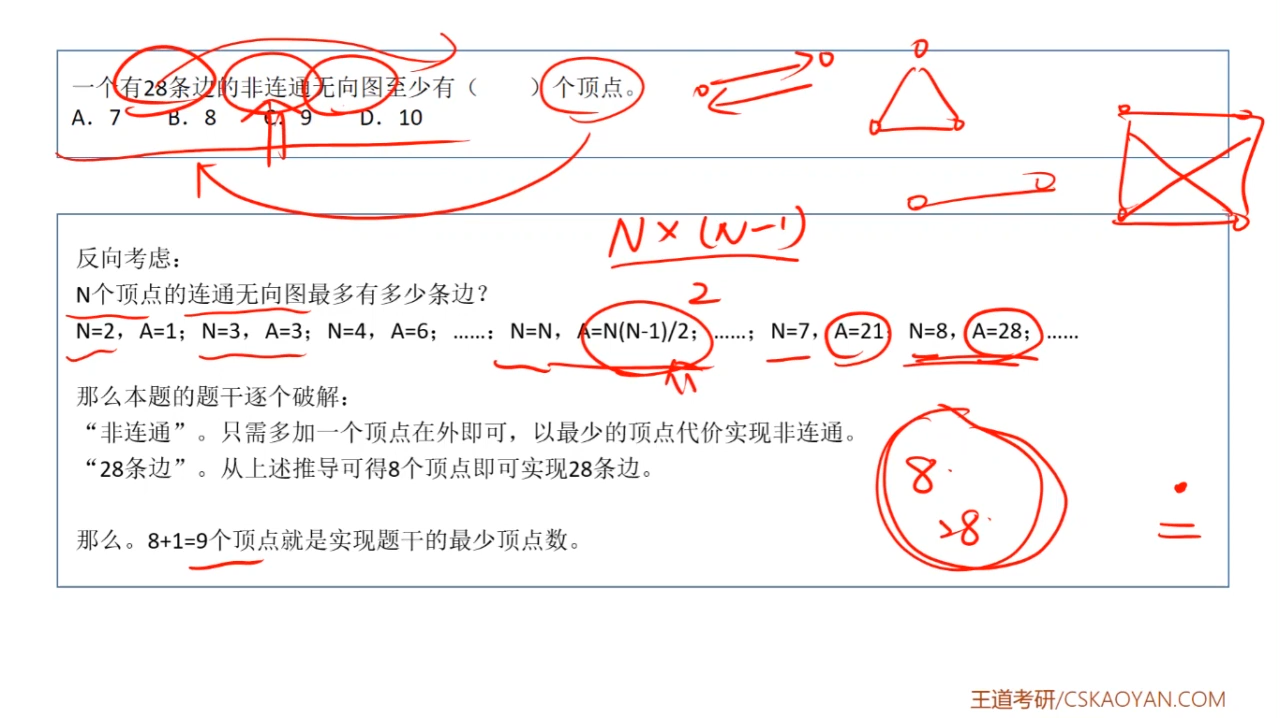 一个有28条边的非连通无向图至少有（ ）个顶点。
A. 7 B. 8 C. 9 D. 10
N×(N-1)
2
反向考虑：
N个顶点的连通无向图最多有多少条边？
N=2，A=1；N=3，A=3；N=4，A=6；……：N=N，A=N(N-1)/2；……；N=7，A=21；N=8，A=28；……
那么本题的题干逐个破解：
“非连通”。只需多加一个顶点在外即可，以最少的顶点代价实现非连通。
“28条边”。从上述推导可得8个顶点即可实现28条边。
8
28
那么。8+1=9个顶点就是实现题干的最少顶点数。
王道考研/CSKAOYAN.COM